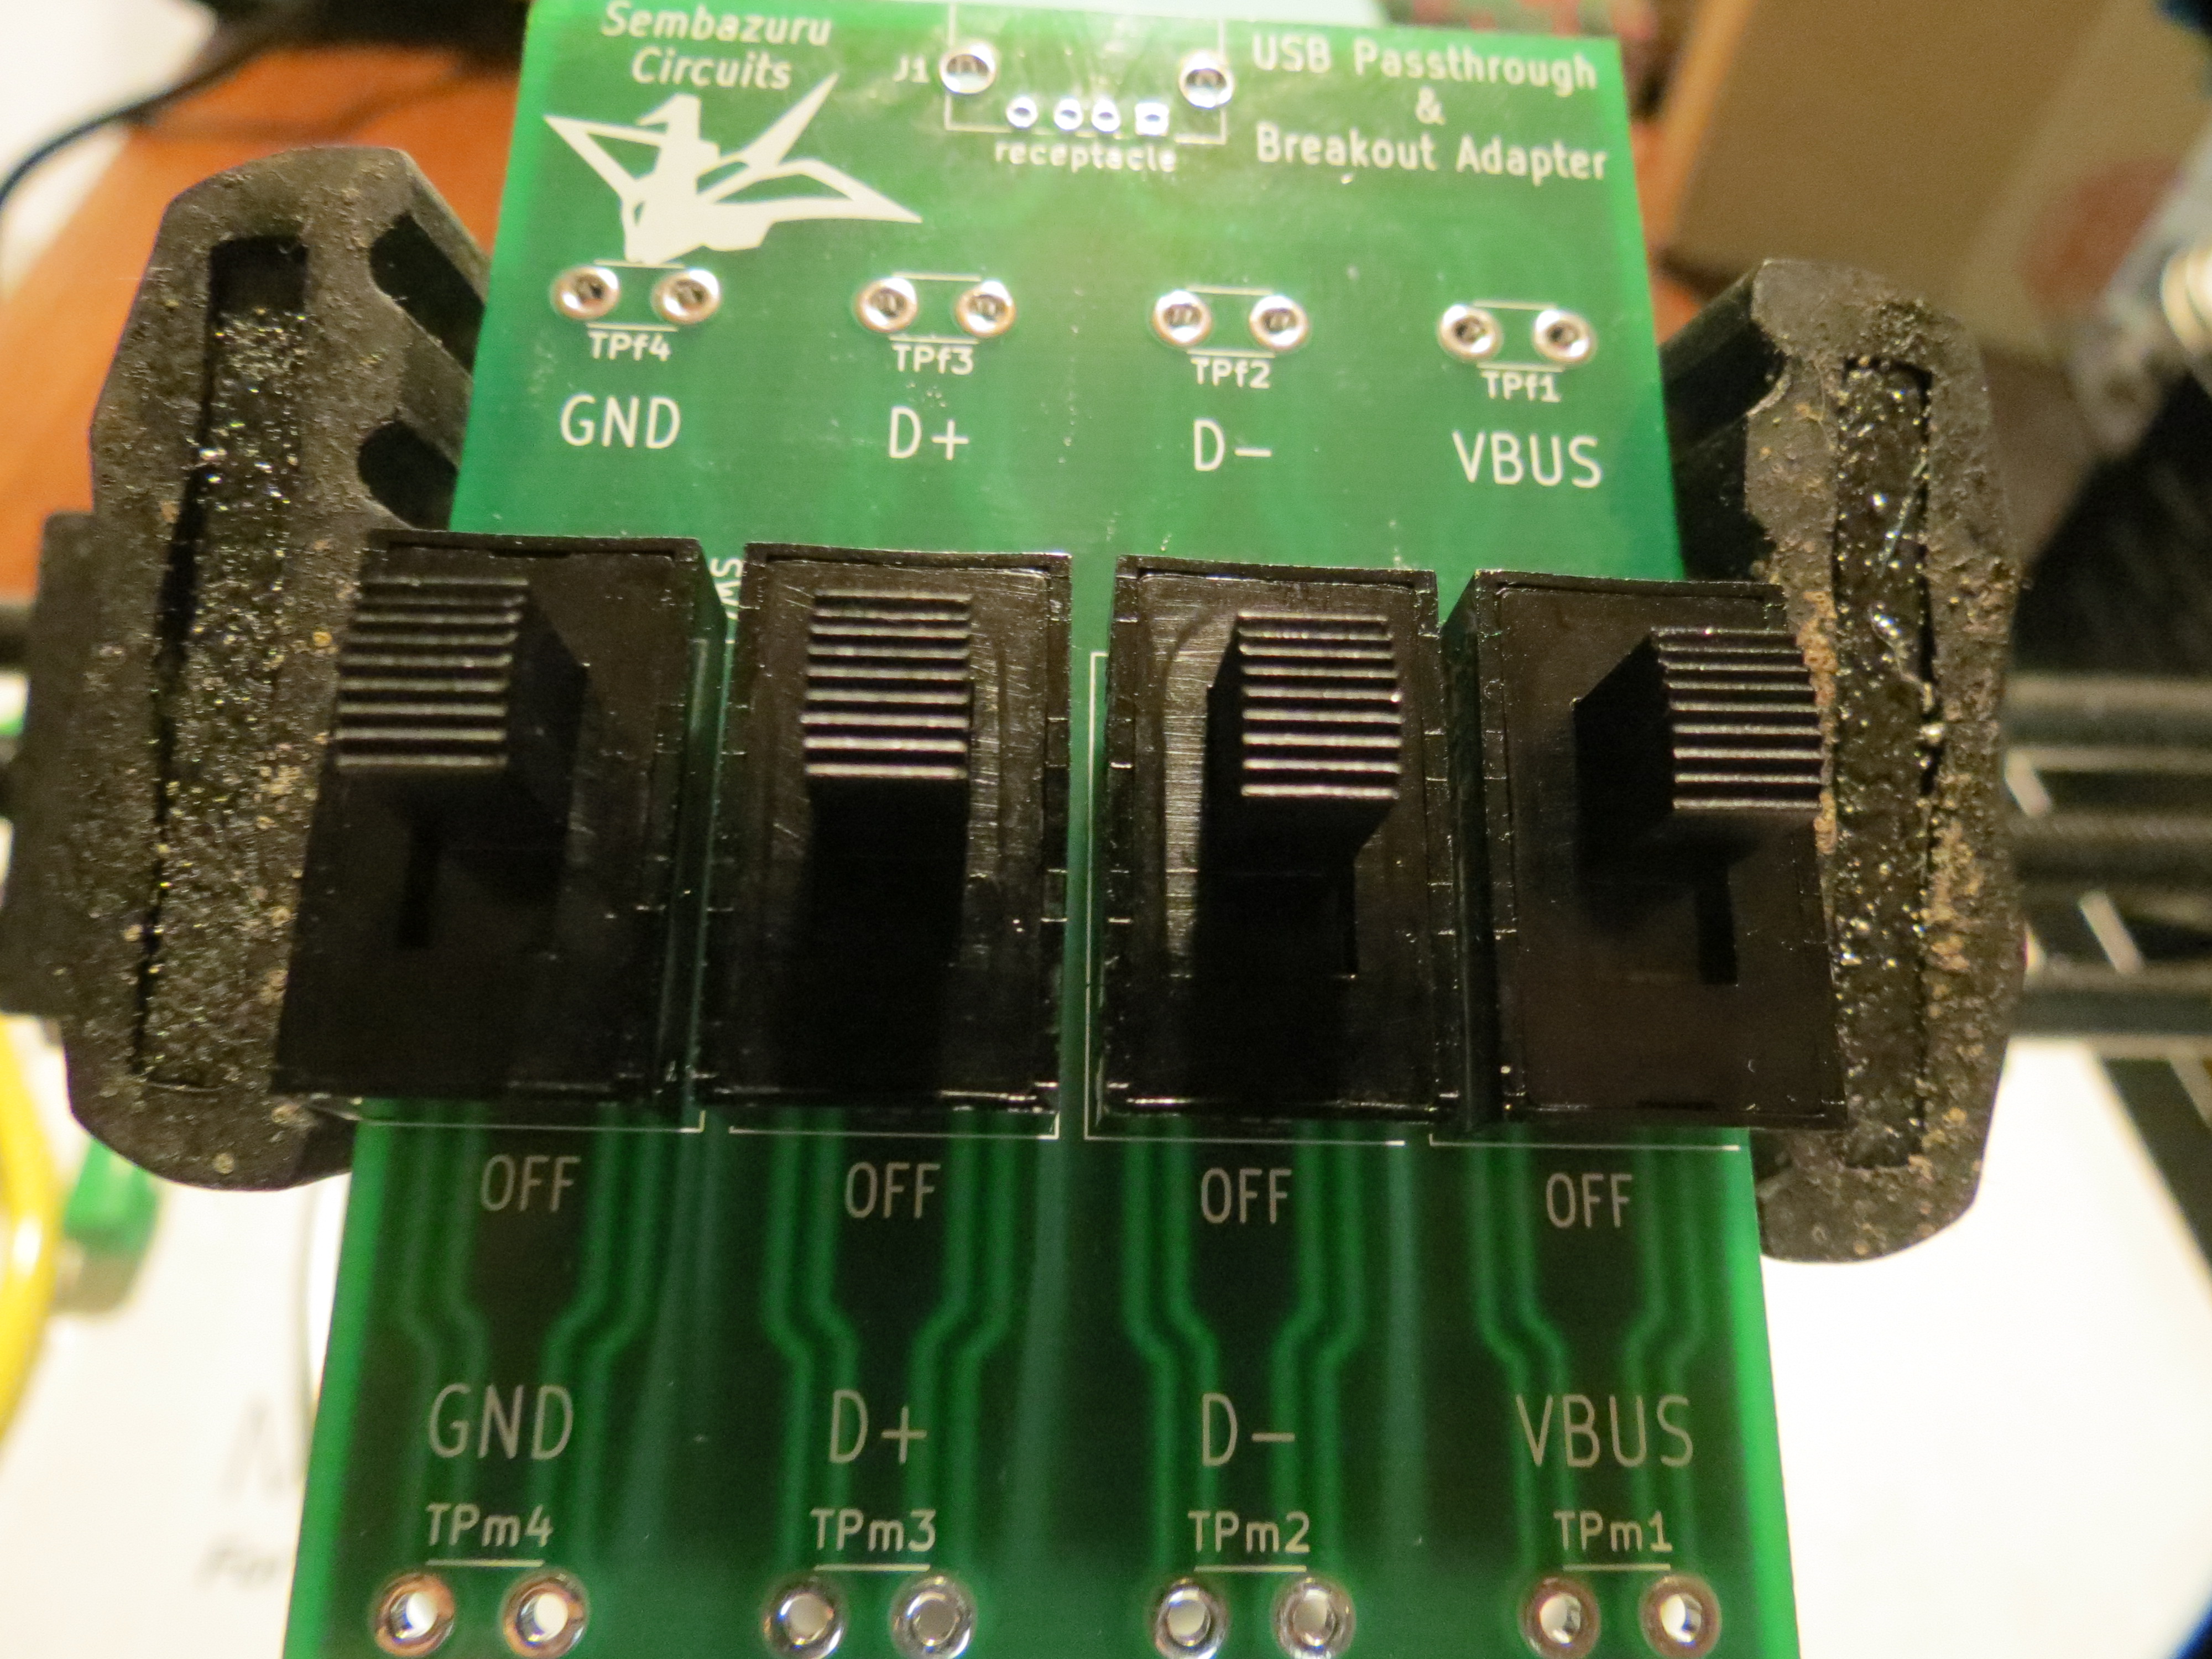 Sembazuru
Circuits
J1
receptacle
USB Passthrough
&
Breakout Adapter
TPf4
TPf3
TPf2
TPf1
GND
D+
D-
VBUS
OFF
OFF
OFF
OFF
GND
D+
D-
VBUS
TPm4
TPm3
TPm2
TPm1